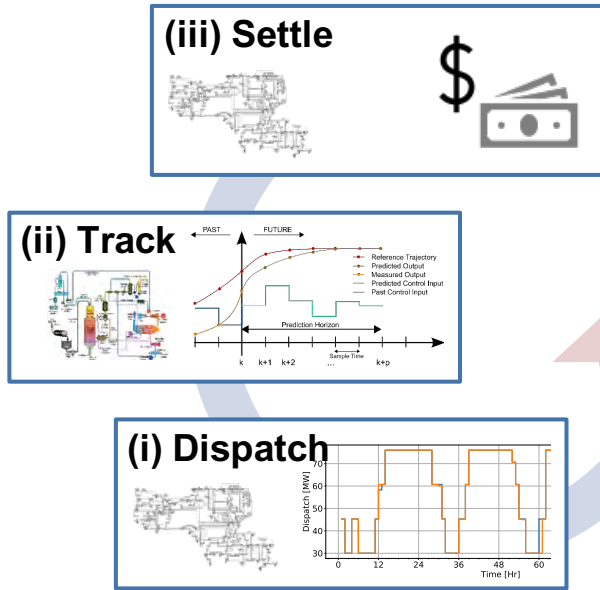 (iii) Settle
$
(ii) Track
PAST
FUTURE
Reference Trajectory
Predicted Output
Measured Output
Predicted Control Input
Past Control Input
Prediction Horizon
Sample Time
k
k+1
k+2
...
k+p
(i) Dispatch
Dispatch [MW]
70
60
50
40
30
0
12
24
36
48
60
Time [Hr]